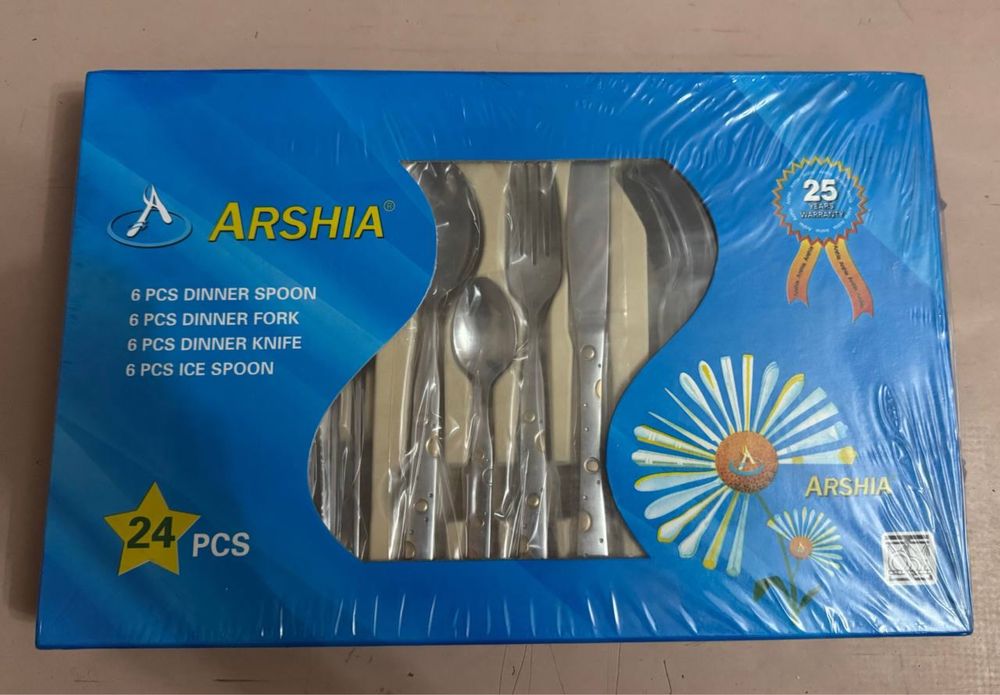 ARSHIA®
6 PCS DINNER SPOON
6 PCS DINNER FORK
6 PCS DINNER KNIFE
6 PCS ICE SPOON
24 PCS
25
YEARS
WARRANTY
ARSHIA